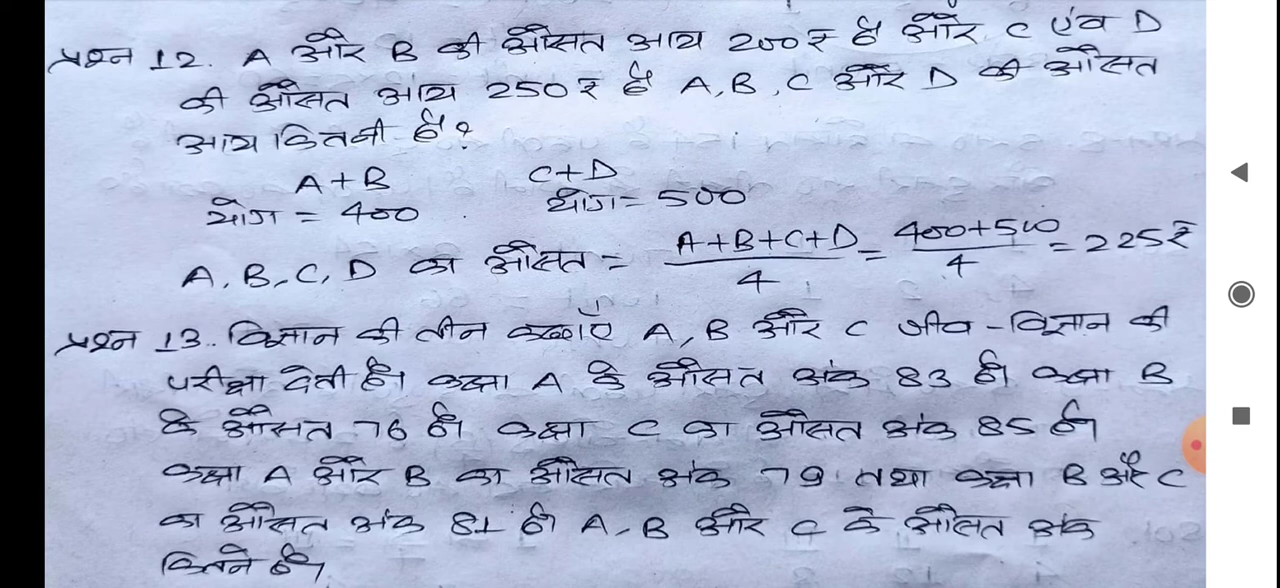 प्रश्न 12. A और B की औसत आय 200₹ है और C एंव D
की औसत आय 250₹ है A, B, C और D की औसत
आय कितनी है?
A+B C+D
योग = 400 योग = 500
A, B, C, D का औसत = A+B+C+D/4 = 400+500/4 = 225₹
प्रश्न 13. विज्ञान की तीन कक्षाएँ A, B और C जीव-विज्ञान की
परीक्षा देती है। कक्षा A के औसत अंक 83 है। कक्षा B
के औसत 76 है। कक्षा C का औसत अंक 85 है।
कक्षा A और B का औसत अंक 79 तथा कक्षा B और C
का औसत अंक 81 है। A, B और C के औसत अंक
कितने है।